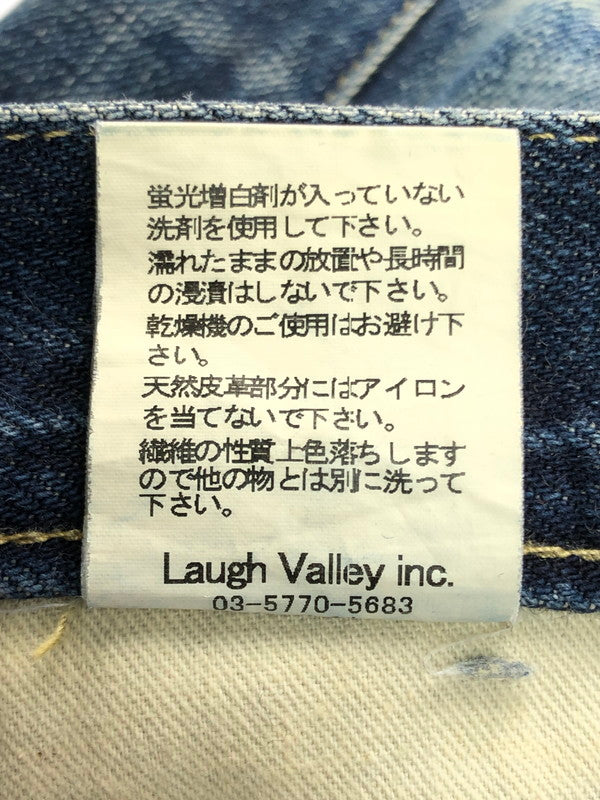 蛍光増白剤が入っていない
洗剤を使用して下さい。
濡れたままの放置や長時間
の浸漬はしないで下さい。
乾燥機のご使用はお避け下
さい。
天然皮革部分にはアイロン
を当てないで下さい。
繊維の性質上色落ちします
ので他の物とは別に洗って
下さい。
Laugh Valley inc.
03-5770-5683